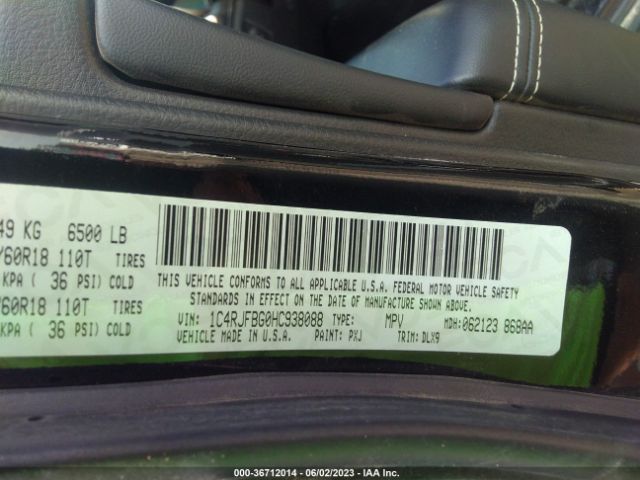 49 KG 6500 LB
/60R18 110T TIRES
KPA ( 36 PSI) COLD
/60R18 110T TIRES
KPA ( 36 PSI) COLD
THIS VEHICLE CONFORMS TO ALL APPLICABLE U.S.A. FEDERAL MOTOR VEHICLE SAFETY
STANDARDS IN EFFECT ON THE DATE OF MANUFACTURE SHOWN ABOVE.
VIN: 1C4RJFBG0HC938088 TYPE: MPV MDH: 062123 868AA
VEHICLE MADE IN U.S.A. PAINT: PXJ TRIM: DLX9
000-36712014 - 06/02/2023 - IAA Inc.